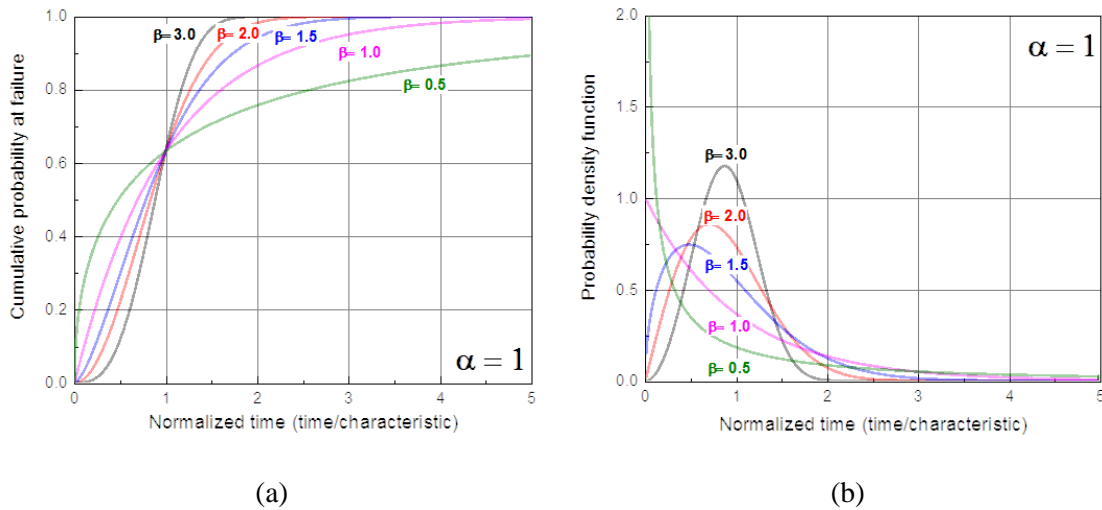 Cumulative probability at failure
1.0
0.8
0.6
0.4
0.2
0.0
β= 3.0
β= 2.0
β= 1.5
β= 1.0
β= 0.5
α = 1
0 1 2 3 4 5
Normalized time (time/characteristic)
(a)
Probability density function
2.0
1.5
1.0
0.5
0.0
α = 1
β= 3.0
β= 2.0
β= 1.5
β= 1.0
β= 0.5
0 1 2 3 4 5
Normalized time (time/characteristic)
(b)